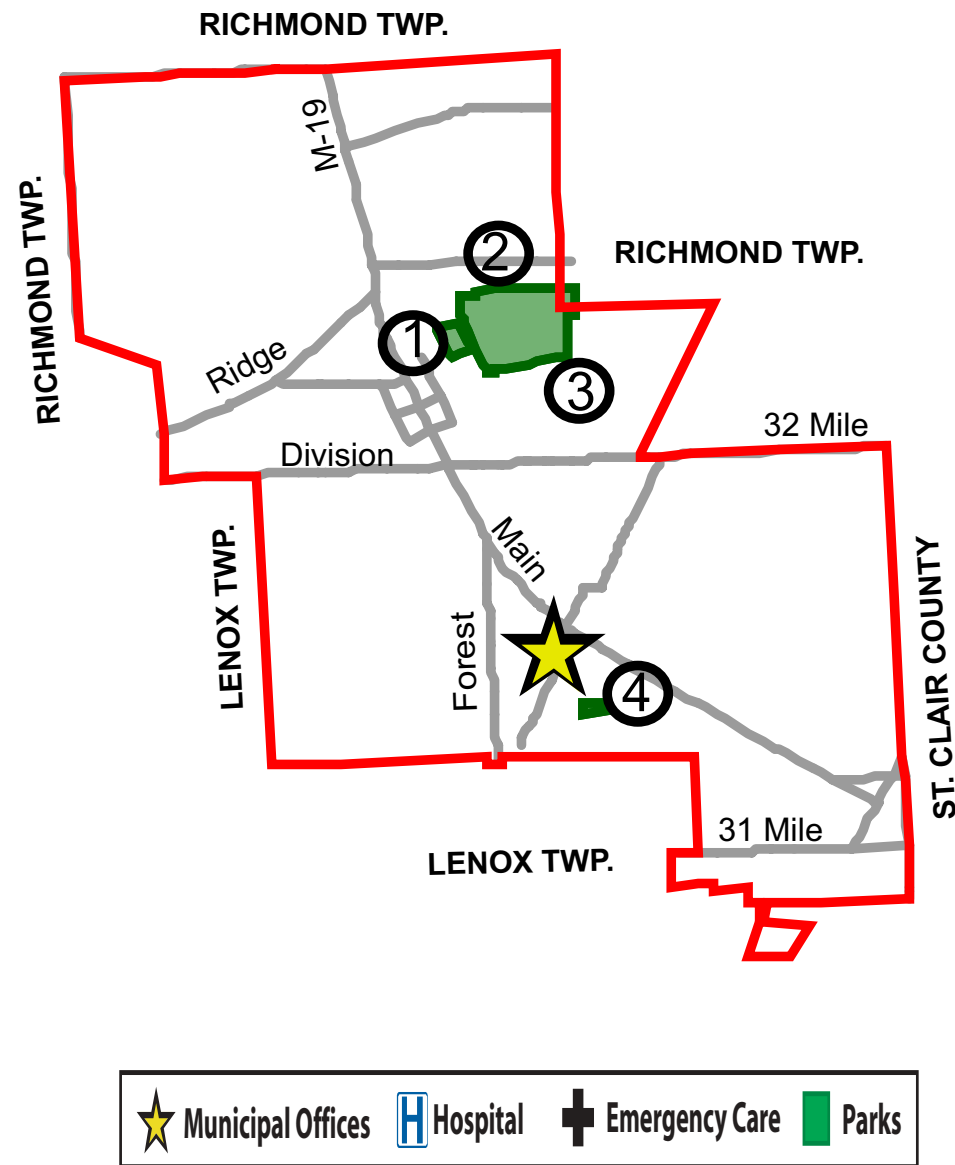 RICHMOND TWP.
M-19
RICHMOND TWP.
2
RICHMOND TWP.
1
Ridge
3
32 Mile
Division
Main
LENOX TWP.
Forest
ST. CLAIR COUNTY
4
31 Mile
LENOX TWP.
Municipal Offices
H Hospital
Emergency Care
Parks